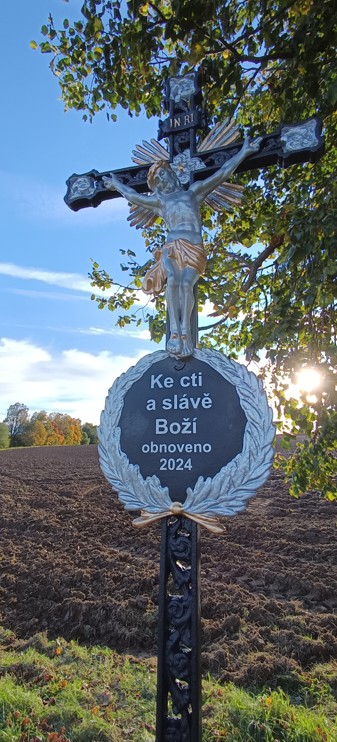 INRI
Ke cti
a slávě
Boží
obnoveno
2024